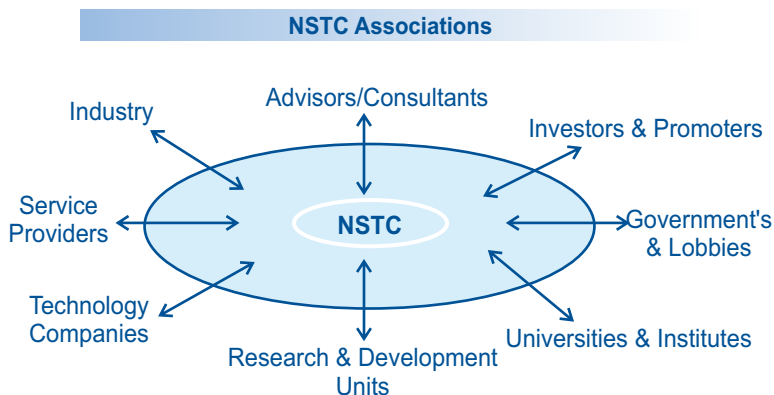 NSTC Associations
Advisors/Consultants
Industry
Investors & Promoters
Service
Providers
NSTC
Government's
& Lobbies
Technology
Companies
Universities & Institutes
Research & Development
Units